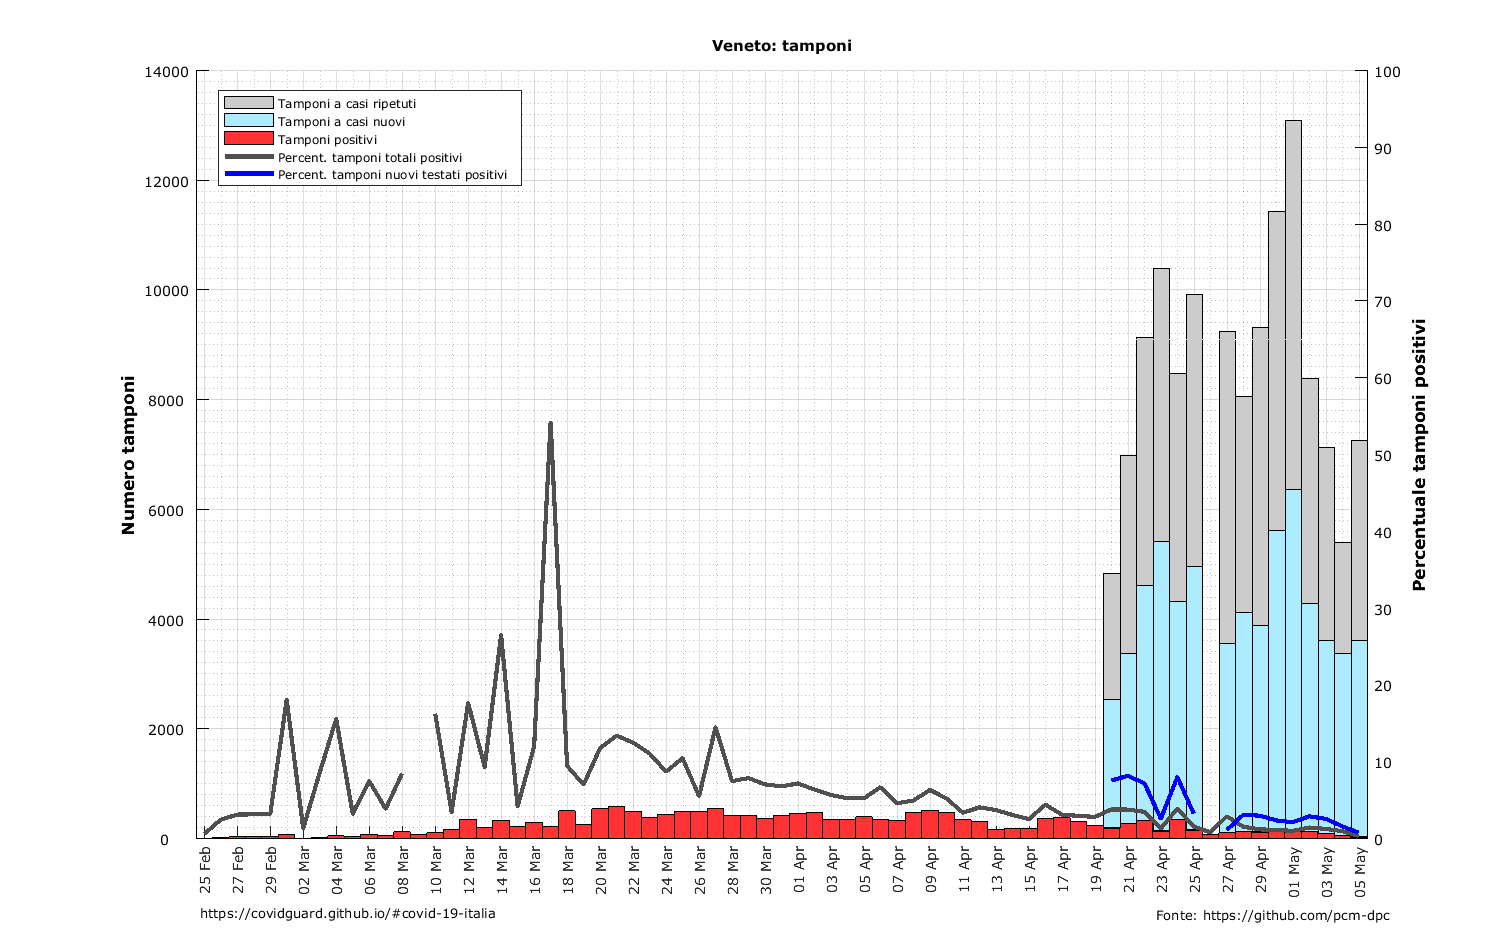 Veneto: tamponi
Tamponi a casi ripetuti
Tamponi a casi nuovi
Tamponi positivi
Percent. tamponi totali positivi
Percent. tamponi nuovi testati positivi
Numero tamponi
14000
12000
10000
8000
6000
4000
2000
0
Percentuale tamponi positivi
100
90
80
70
60
50
40
30
20
10
0
25 Feb
27 Feb
29 Feb
02 Mar
04 Mar
06 Mar
08 Mar
10 Mar
12 Mar
14 Mar
16 Mar
18 Mar
20 Mar
22 Mar
24 Mar
26 Mar
28 Mar
30 Mar
01 Apr
03 Apr
05 Apr
07 Apr
09 Apr
11 Apr
13 Apr
15 Apr
17 Apr
19 Apr
21 Apr
23 Apr
25 Apr
27 Apr
29 Apr
01 May
03 May
05 May
https://covidguard.github.io/#covid-19-italia
Fonte: https://github.com/pcm-dpc